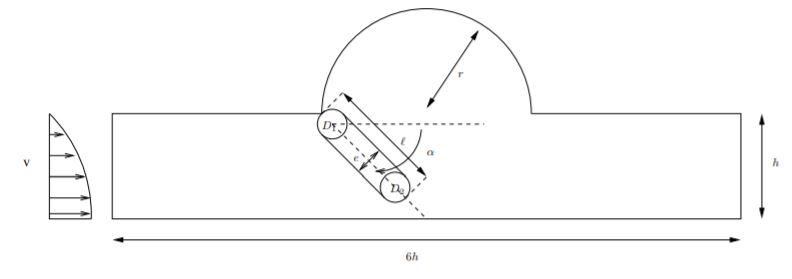 r
D₁
ℓ
α
e
D₂
v
h
6h